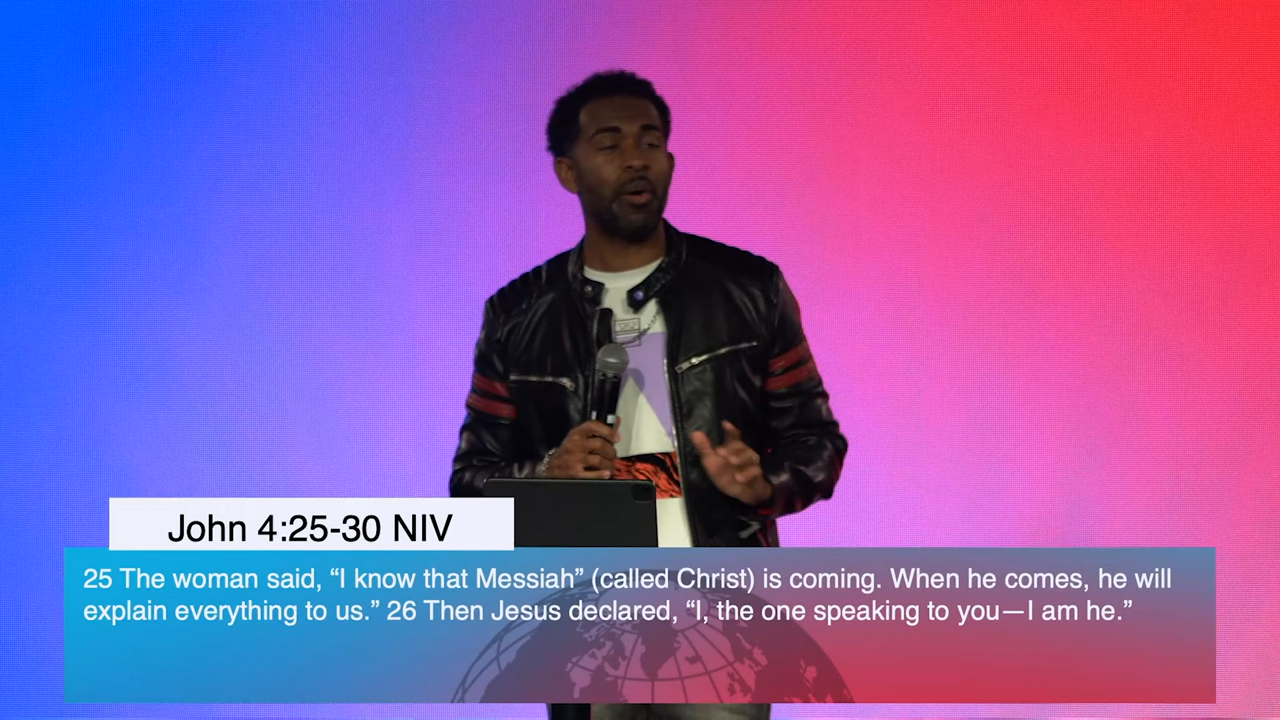 John 4:25-30 NIV
25 The woman said, “I know that Messiah” (called Christ) is coming. When he comes, he will
explain everything to us.” 26 Then Jesus declared, “I, the one speaking to you—I am he.”